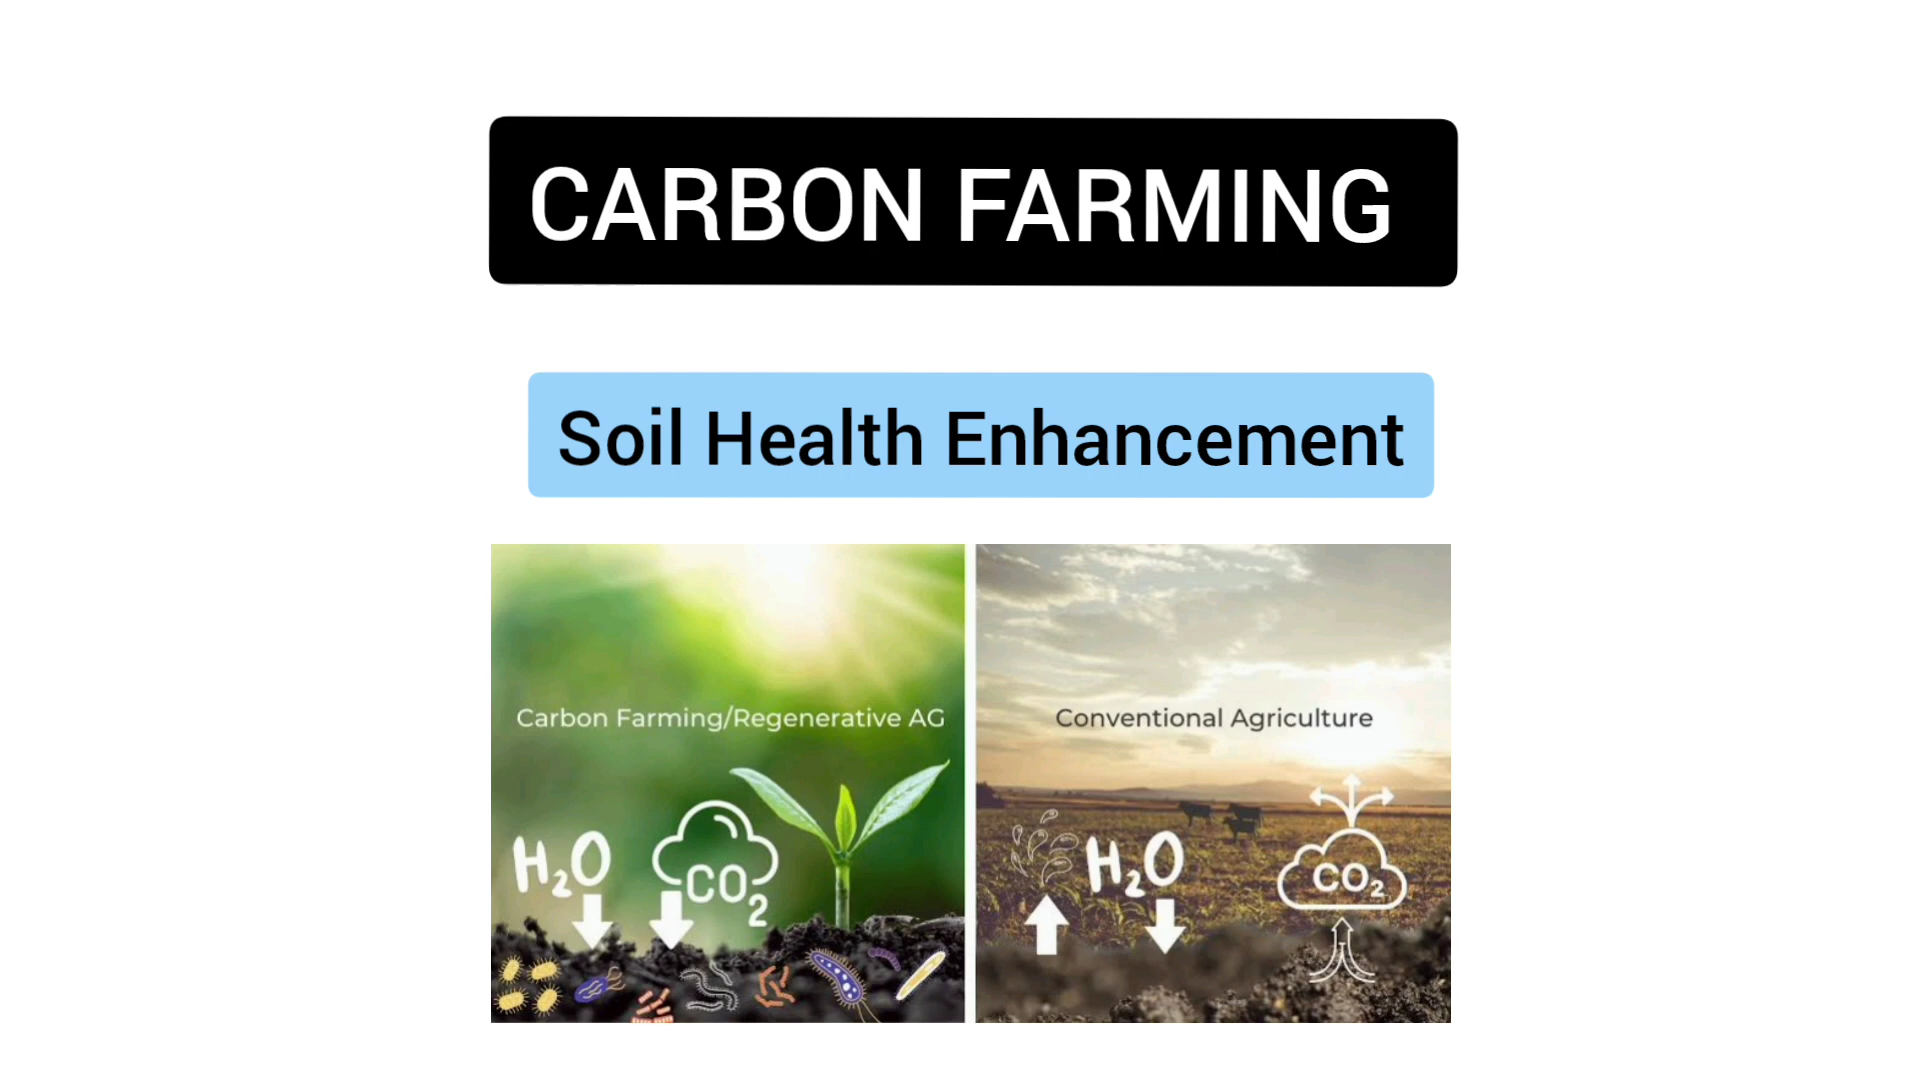 CARBON FARMING
Soil Health Enhancement
Carbon Farming/Regenerative AG
H₂O
CO₂
Conventional Agriculture
H₂O
CO₂